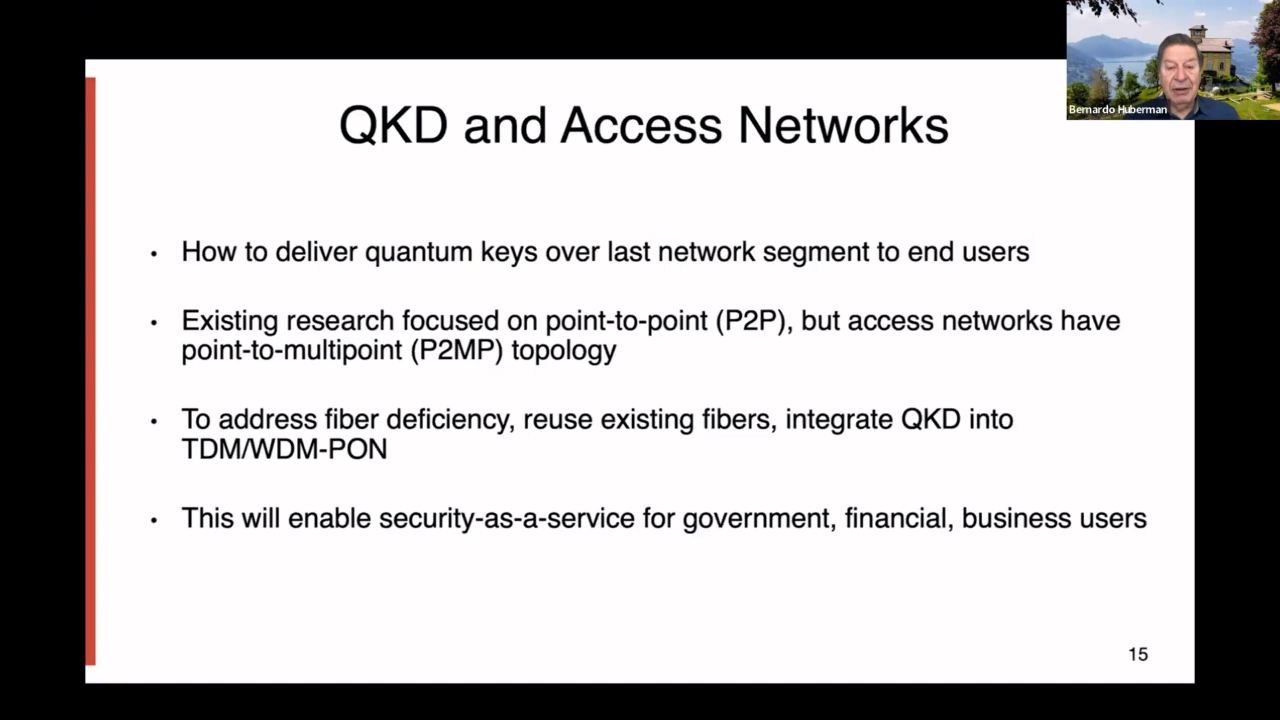 Bernardo Huberman
QKD and Access Networks
• How to deliver quantum keys over last network segment to end users
• Existing research focused on point-to-point (P2P), but access networks have
point-to-multipoint (P2MP) topology
• To address fiber deficiency, reuse existing fibers, integrate QKD into
TDM/WDM-PON
• This will enable security-as-a-service for government, financial, business users
15